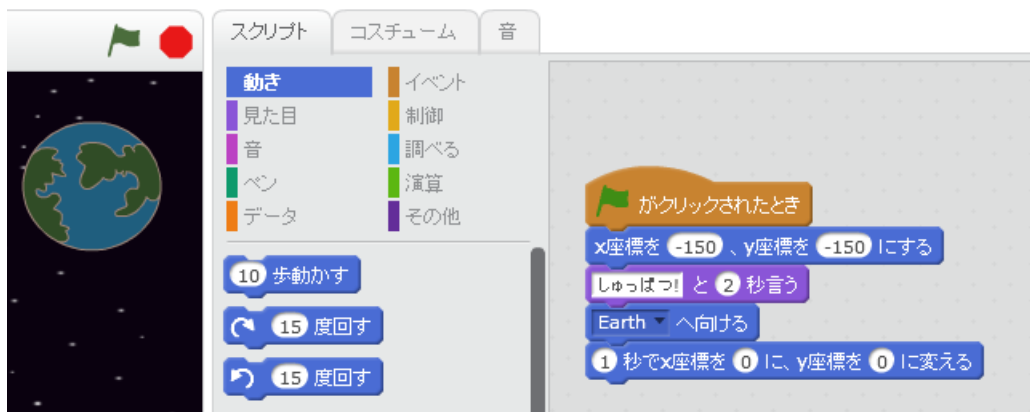 スクリプト コスチューム 音
動き イベント
見た目 制御
音 調べる
ペン 演算
データ その他
10 歩動かす
15 度回す
15 度回す
がクリックされたとき
x座標を -150 、y座標を -150 にする
しゅっぱつ! と 2 秒言う
Earth へ向ける
1 秒でx座標を 0 に、y座標を 0 に変える